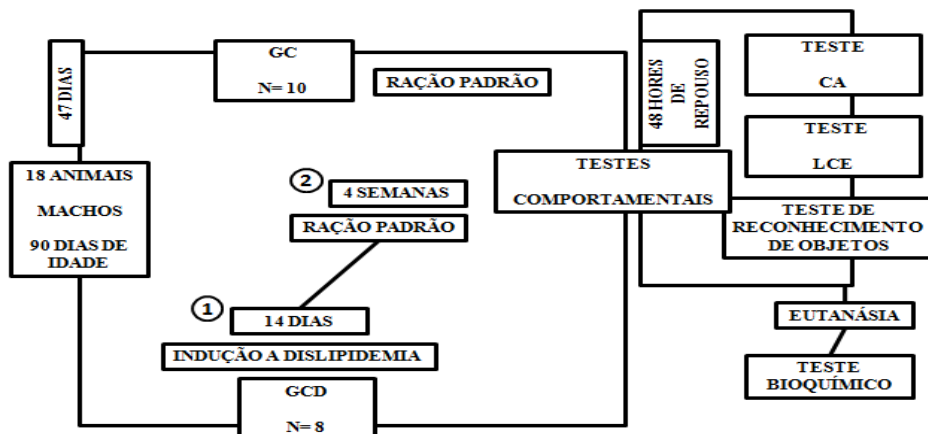 47 DIAS
18 ANIMAIS
MACHOS
90 DIAS DE
IDADE
GC
N= 10
RAÇÃO PADRÃO
2
4 SEMANAS
RAÇÃO PADRÃO
1
14 DIAS
INDUÇÃO A DISLIPIDEMIA
GCD
N= 8
TESTES
COMPORTAMENTAIS
48 HORES
DE
REPOUSO
TESTE
CA
TESTE
LCE
TESTE DE
RECONHECIMENTO
DE OBJETOS
EUTANÁSIA
TESTE
BIOQUÍMICO